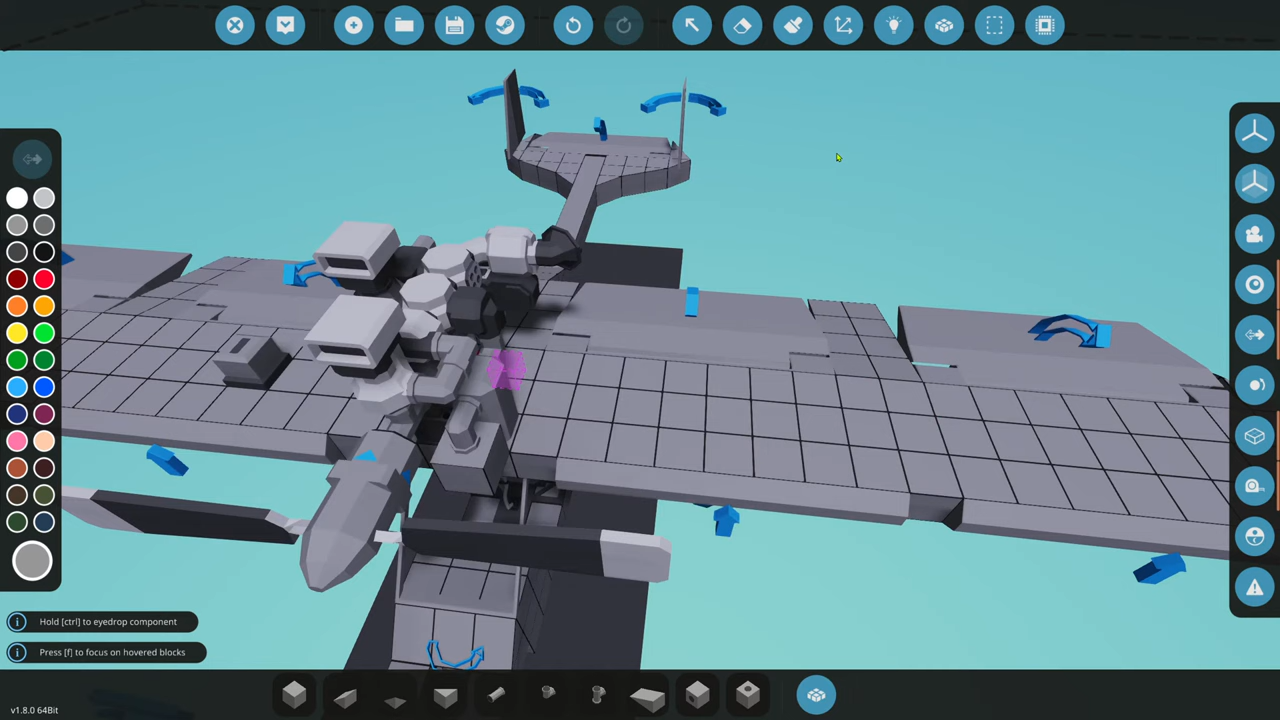 Hold [ctrl] to eyedrop component
Press [f] to focus on hovered blocks
v1.8.0 64Bit